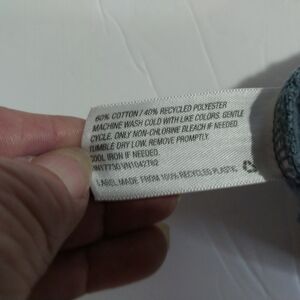 60% COTTON / 40% RECYCLED POLYESTER
MACHINE WASH COLD WITH LIKE COLORS. GENTLE
CYCLE. ONLY NON-CHLORINE BLEACH IF NEEDED.
TUMBLE DRY LOW. REMOVE PROMPTLY.
COOL IRON IF NEEDED.
LABEL MADE FROM 100% RECYCLED PLASTIC